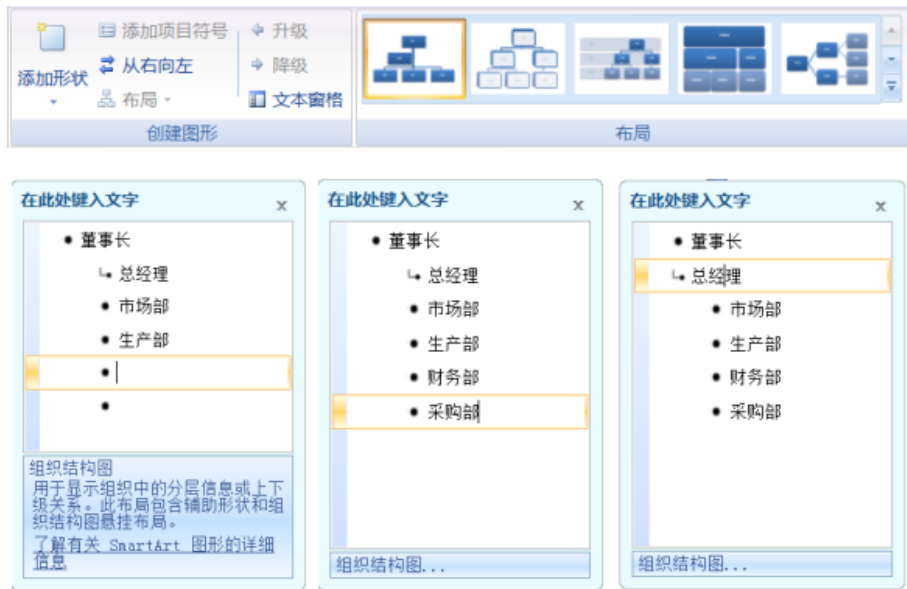 添加项目符号 升级
添加形状 从右向左 降级
布局 文本窗格
创建图形 布局
在此处键入文字 x
董事长
总经理
市场部
生产部
组织结构图
用于显示组织中的分层信息或上下
级关系。此布局包含辅助形状和组
织结构图悬挂布局。
了解有关 SmartArt 图形的详细
信息
在此处键入文字 x
董事长
总经理
市场部
生产部
财务部
采购部
组织结构图...
在此处键入文字 x
董事长
总经理
市场部
生产部
财务部
采购部
组织结构图...